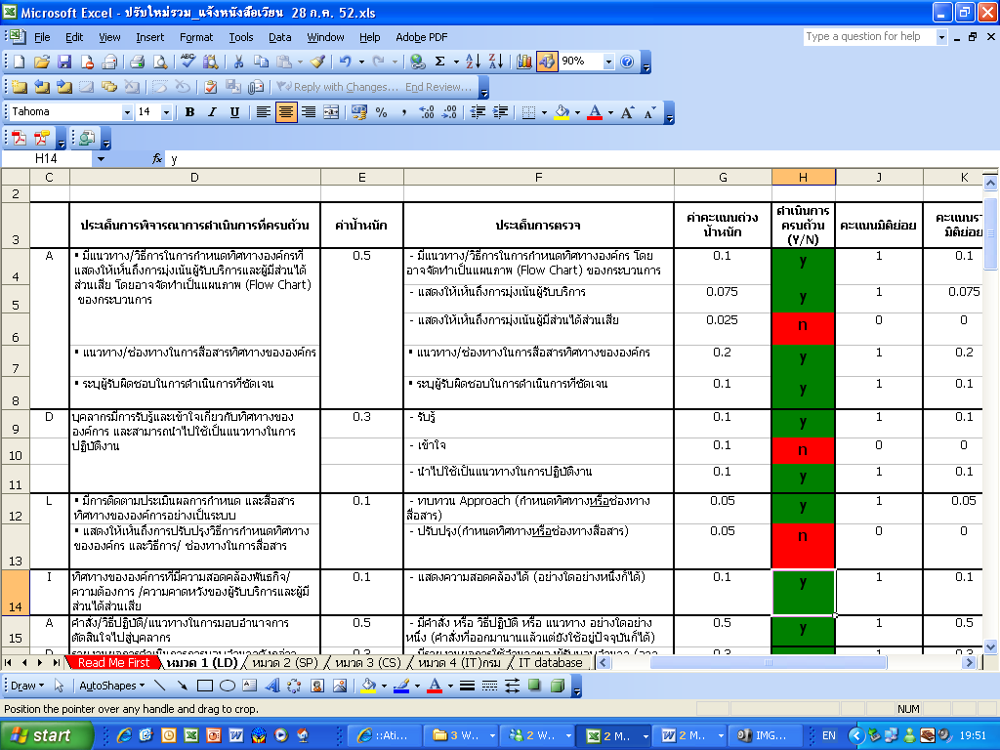 Microsoft Excel - ปรับใหม่รวม_แจ้งหนังสือเวียน 28 ก.ค. 52.xls
File Edit View Insert Format Tools Data Window Help Adobe PDF
Type a question for help
90%
Reply with Changes... End Review...
Tahoma 14 B I U
H14 fx y
C D E F G H J K
2
3 ประเด็นการพิจารณาการดำเนินการที่ครบถ้วน ค่าน้ำหนัก ประเด็นการตรวจ ค่าคะแนนถ่วง ดำเนินการ คะแนนมิติย่อย คะแนนร
น้ำหนัก ครบถ้วน มิติย่อย
(Y/N)
4 A ▪ มีแนวทาง/วิธีการในการกำหนดทิศทางองค์กรที่ 0.5 - มีแนวทาง/วิธีการในการกำหนดทิศทางองค์กร โดย 0.1 y 1 0.1
แสดงให้เห็นถึงการมุ่งเน้นผู้รับบริการและผู้มีส่วนได้ อาจจัดทำเป็นแผนภาพ (Flow Chart) ของกระบวนการ
ส่วนเสีย โดยอาจจัดทำเป็นแผนภาพ (Flow Chart)
5 ของกระบวนการ - แสดงให้เห็นถึงการมุ่งเน้นผู้รับบริการ 0.075 y 1 0.075
6 - แสดงให้เห็นถึงการมุ่งเน้นผู้มีส่วนได้ส่วนเสีย 0.025 n 0 0
7 ▪ แนวทาง/ช่องทางในการสื่อสารทิศทางขององค์กร ▪ แนวทาง/ช่องทางในการสื่อสารทิศทางขององค์กร 0.2 y 1 0.2
8 ▪ ระบุผู้รับผิดชอบในการดำเนินการที่ชัดเจน ▪ ระบุผู้รับผิดชอบในการดำเนินการที่ชัดเจน 0.1 y 1 0.1
9 D บุคลากรมีการรับรู้และเข้าใจเกี่ยวกับทิศทางของ 0.3 - รับรู้ 0.1 y 1 0.1
องค์การ และสามารถนำไปใช้เป็นแนวทางในการ
10 ปฏิบัติงาน - เข้าใจ 0.1 n 0 0
11 - นำไปใช้เป็นแนวทางในการปฏิบัติงาน 0.1 y 1 0.1
12 L ▪ มีการติดตามประเมินผลการกำหนด และสื่อสาร 0.1 - ทบทวน Approach (กำหนดทิศทางหรือช่องทาง 0.05 y 1 0.05
ทิศทางขององค์การอย่างเป็นระบบ สื่อสาร)
13 ▪ แสดงให้เห็นถึงการปรับปรุงวิธีการกำหนดทิศทาง - ปรับปรุง(กำหนดทิศทางหรือช่องทางสื่อสาร) 0.05 n 0 0
ขององค์กร และวิธีการ/ ช่องทางในการสื่อสาร
14 I ทิศทางขององค์การที่มีความสอดคล้องพันธกิจ/ 0.1 - แสดงความสอดคล้องได้ (อย่างใดอย่างหนึ่งก็ได้) 0.1 y 1 0.1
ความต้องการ /ความคาดหวังของผู้รับบริการและผู้มี
ส่วนได้ส่วนเสีย
15 A คำสั่ง/วิธีปฏิบัติ/แนวทางในการมอบอำนาจการ 0.5 - มีคำสั่ง หรือ วิธีปฏิบัติ หรือ แนวทาง อย่างใดอย่าง 0.5 y 1 0.5
ตัดสินใจไปสู่บุคลากร หนึ่ง (คำสั่งที่ออกมานานแล้วแต่ยังใช้อยู่ปัจจุบันก็ได้)
Read Me First หมวด 1 (LD) หมวด 2 (SP) หมวด 3 (CS) หมวด 4 (IT)กรม IT database
Draw AutoShapes
Position the pointer over any handle and drag to crop. NUM
start ::Ati... 3 W... 2 W... 2 M... 2 M... IMG... EN 19:51